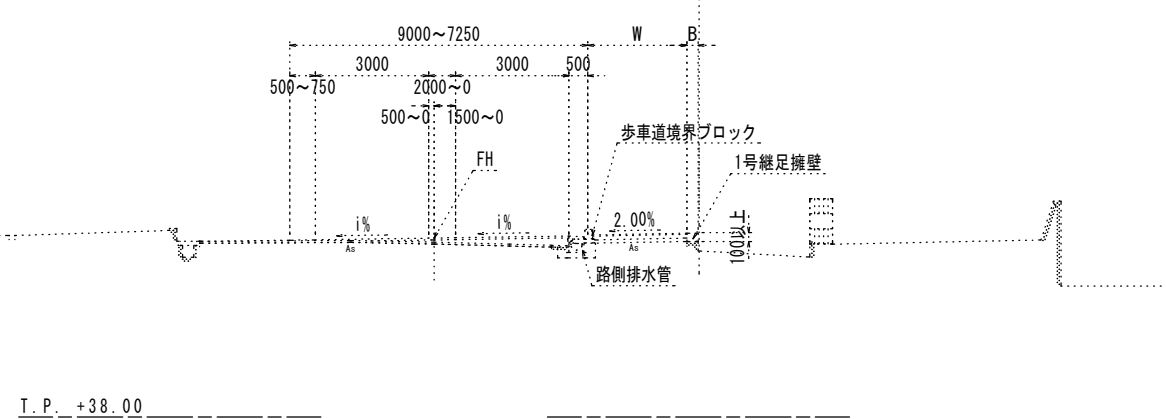 9000～7250
W
B
3000
3000
500
500～750
2000～0
500～0
1500～0
歩車道境界ブロック
FH
1号継足擁壁
i%
i%
2.00%
100以上
As
As
路側排水管
T.P. +38.00